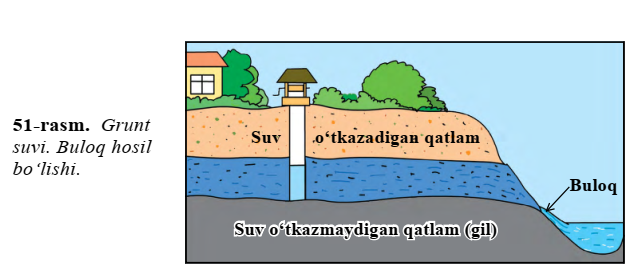 51-rasm. Grunt
suvi. Buloq hosil
bo‘lishi.
Suv o‘tkazadigan qatlam
Buloq
Suv o‘tkazmaydigan qatlam (gil)